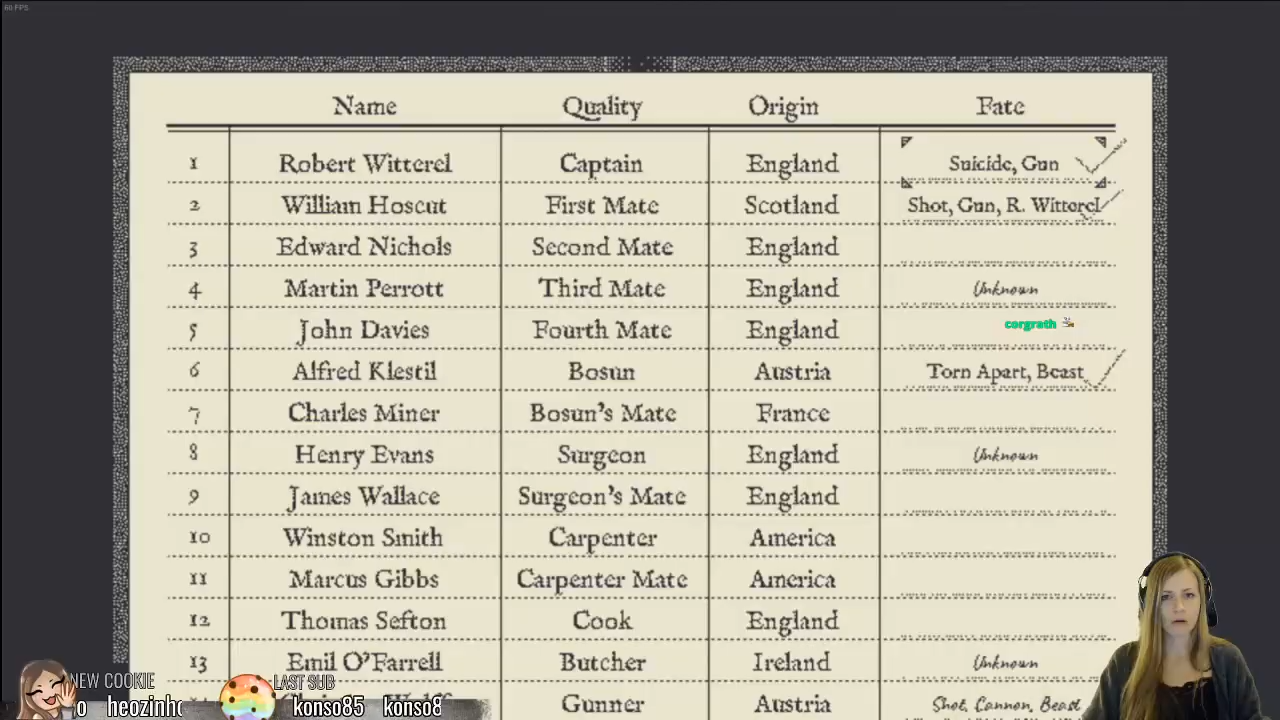 60 FPS
Name Quality Origin Fate
1 Robert Witterel Captain England Suicide, Gun
2 William Hoscut First Mate Scotland Shot, Gun, R. Witterel
3 Edward Nichols Second Mate England
4 Martin Perrott Third Mate England Unknown
5 John Davies Fourth Mate England corgrath
6 Alfred Klestil Bosun Austria Torn Apart, Beast
7 Charles Miner Bosun's Mate France
8 Henry Evans Surgeon England Unknown
9 James Wallace Surgeon's Mate England
10 Winston Smith Carpenter America
11 Marcus Gibbs Carpenter Mate America
12 Thomas Sefton Cook England
13 Emil O'Farrell Butcher Ireland Unknown
Gunner Austria Shot, Cannon, Beast
NEW COOKIE LAST SUB
o heozinho konso85 konso8